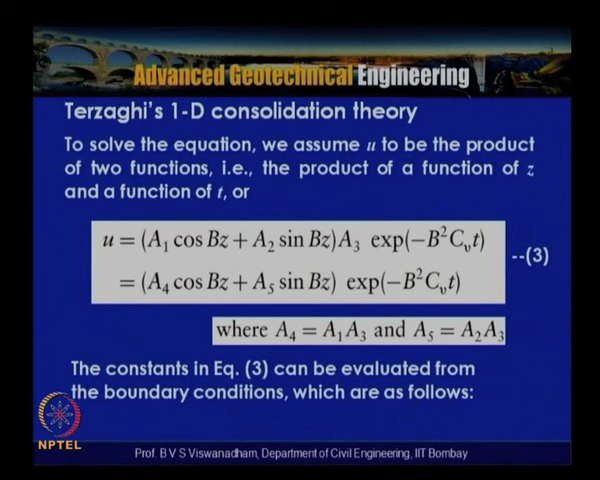 Advanced Geotechnical Engineering
Terzaghi's 1-D consolidation theory
To solve the equation, we assume u to be the product
of two functions, i.e., the product of a function of z
and a function of t, or
u = (A₁ cos Bz + A₂ sin Bz)A₃ exp(−B²Cᵥt)
= (A₄ cos Bz + A₅ sin Bz) exp(−B²Cᵥt)
--(3)
where A₄ = A₁A₃ and A₅ = A₂A₃
The constants in Eq. (3) can be evaluated from
the boundary conditions, which are as follows:
NPTEL
Prof. B V S Viswanadham, Department of Civil Engineering, IIT Bombay